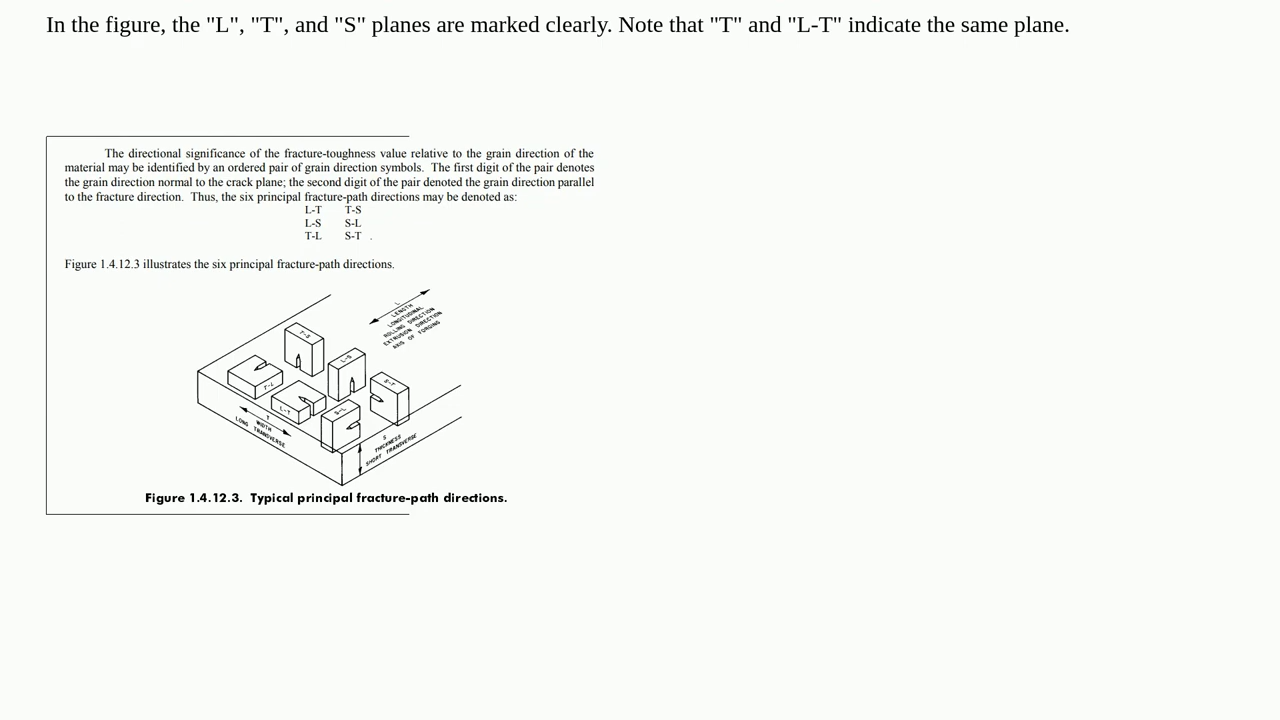 In the figure, the "L", "T", and "S" planes are marked clearly. Note that "T" and "L-T" indicate the same plane.
The directional significance of the fracture-toughness value relative to the grain direction of the
material may be identified by an ordered pair of grain direction symbols. The first digit of the pair denotes
the grain direction normal to the crack plane; the second digit of the pair denoted the grain direction parallel
to the fracture direction. Thus, the six principal fracture-path directions may be denoted as:
L-T T-S
L-S S-L
T-L S-T .
Figure 1.4.12.3 illustrates the six principal fracture-path directions.
L
LENGTH
LONGITUDINAL
ROLLING DIRECTION
EXTRUSION DIRECTION
AXIS OF FORGING
T-S
L-S
S-T
T-L
L-T
S-L
T
WIDTH
LONG TRANSVERSE
S
THICKNESS
SHORT TRANSVERSE
Figure 1.4.12.3. Typical principal fracture-path directions.